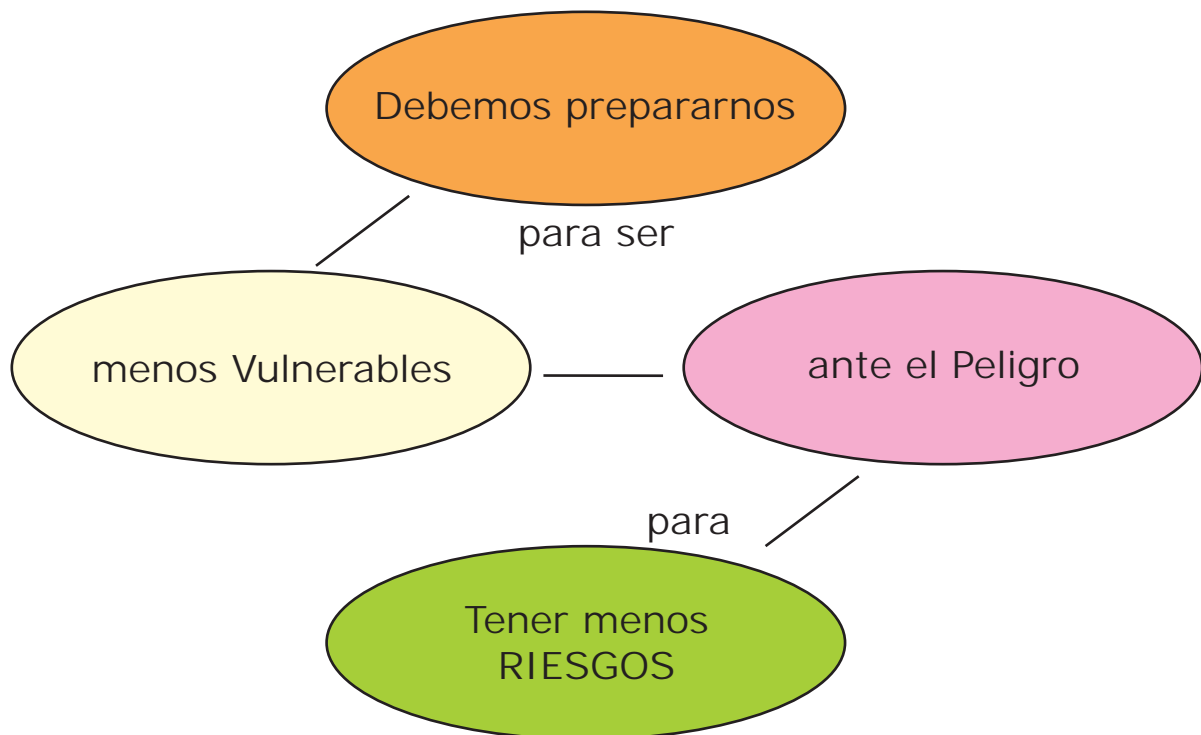 Debemos prepararnos
para ser
menos Vulnerables
ante el Peligro
para
Tener menos
RIESGOS